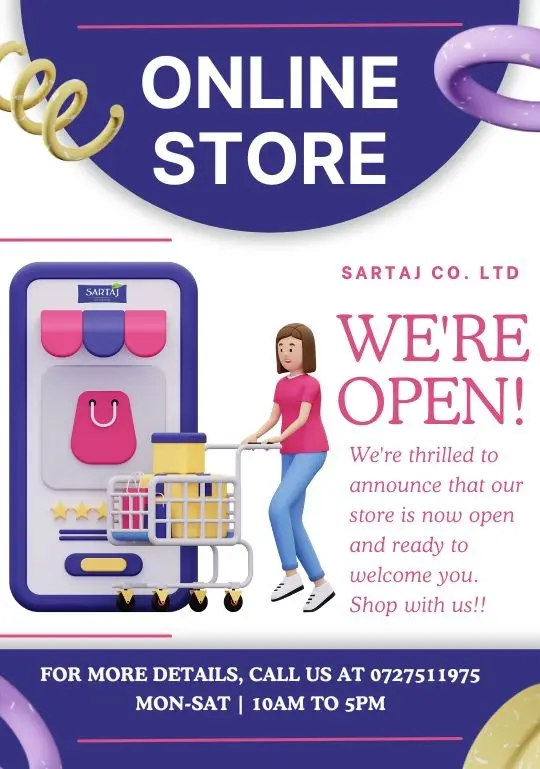 ONLINE
STORE
SARTAJ CO. LTD
SARTAJ
WE'RE
OPEN!
We're thrilled to
announce that our
store is now open
and ready to
welcome you.
Shop with us!!
FOR MORE DETAILS, CALL US AT 0727511975
MON-SAT | 10AM TO 5PM